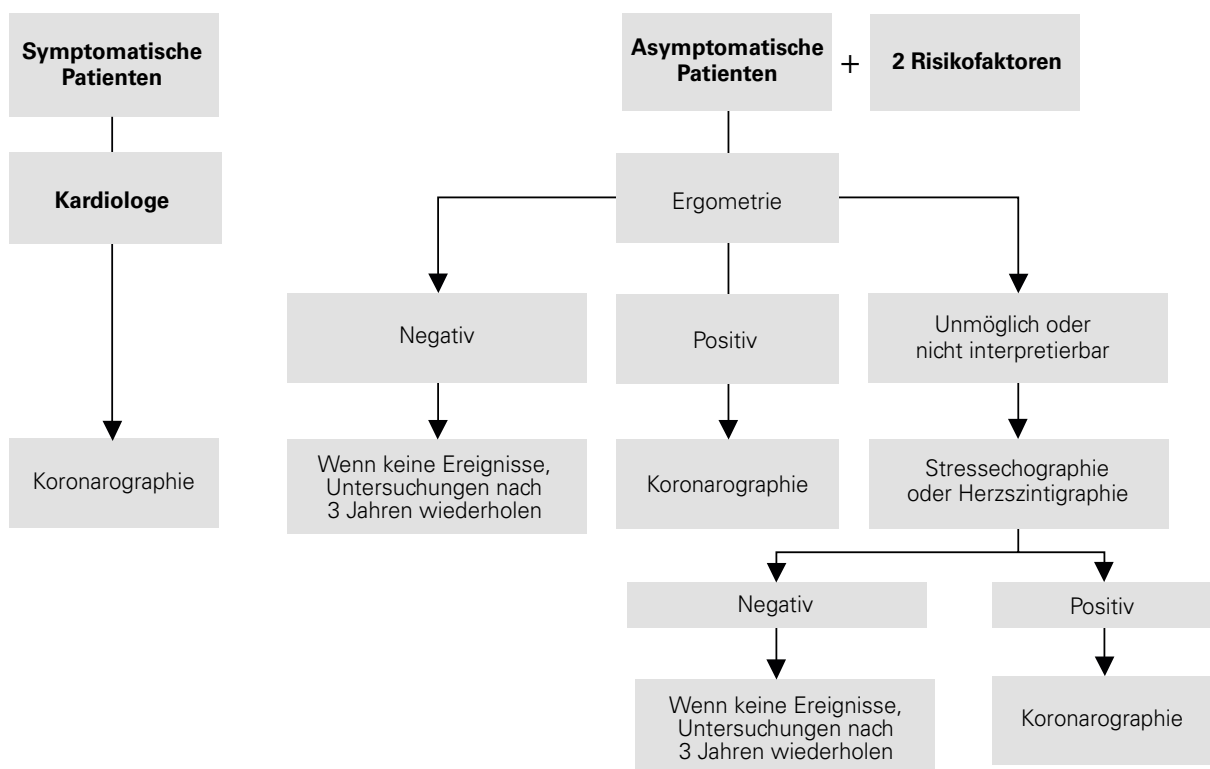 Symptomatische
Patienten
Asymptomatische
Patienten
+
2 Risikofaktoren
Kardiologe
Ergometrie
Negativ
Positiv
Unmöglich oder
nicht interpretierbar
Koronarographie
Wenn keine Ereignisse,
Untersuchungen nach
3 Jahren wiederholen
Koronarographie
Stressechographie
oder Herzszintigraphie
Negativ
Positiv
Wenn keine Ereignisse,
Untersuchungen nach
3 Jahren wiederholen
Koronarographie